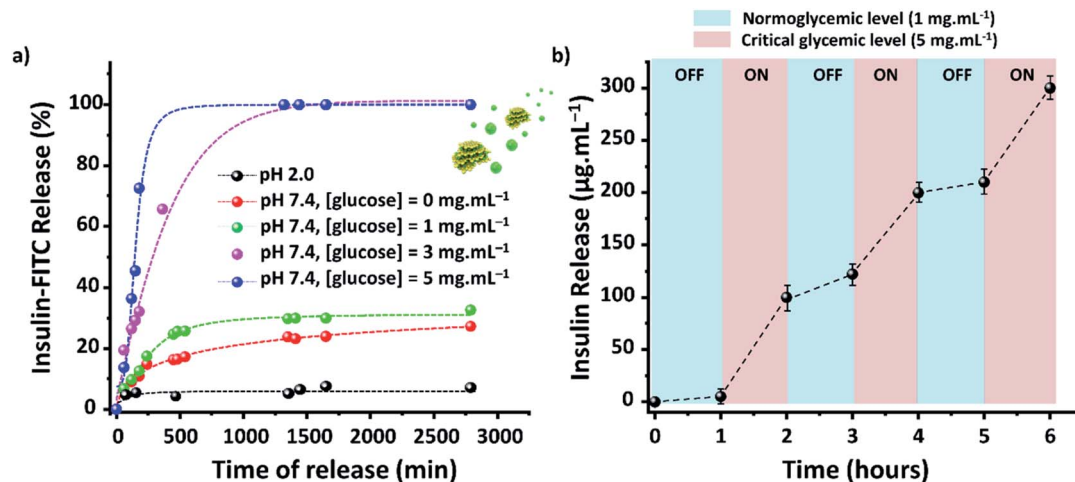 Normoglycemic level (1 mg.mL⁻¹)
Critical glycemic level (5 mg.mL⁻¹)
a)
Insulin-FITC Release (%)
100
80
60
40
20
0
pH 2.0
pH 7.4, [glucose] = 0 mg.mL⁻¹
pH 7.4, [glucose] = 1 mg.mL⁻¹
pH 7.4, [glucose] = 3 mg.mL⁻¹
pH 7.4, [glucose] = 5 mg.mL⁻¹
0 500 1000 1500 2000 2500 3000
Time of release (min)
b)
OFF ON OFF ON OFF ON
Insulin Release (µg.mL⁻¹)
300
250
200
150
100
50
0
0 1 2 3 4 5 6
Time (hours)